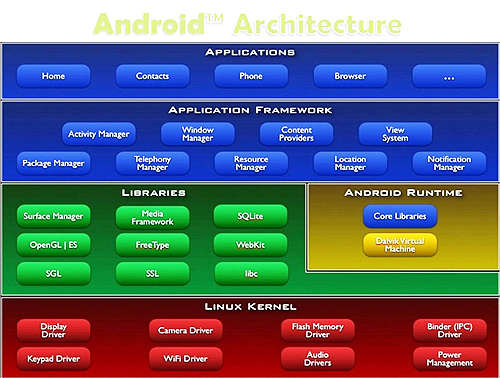 Android™ Architecture
APPLICATIONS
Home Contacts Phone Browser ...
APPLICATION FRAMEWORK
Activity Manager Window Manager Content Providers View System
Package Manager Telephony Manager Resource Manager Location Manager Notification Manager
LIBRARIES
Surface Manager Media Framework SQLite
OpenGL | ES FreeType WebKit
SGL SSL libc
ANDROID RUNTIME
Core Libraries
Dalvik Virtual Machine
LINUX KERNEL
Display Driver Camera Driver Flash Memory Driver Binder (IPC) Driver
Keypad Driver WiFi Driver Audio Drivers Power Management